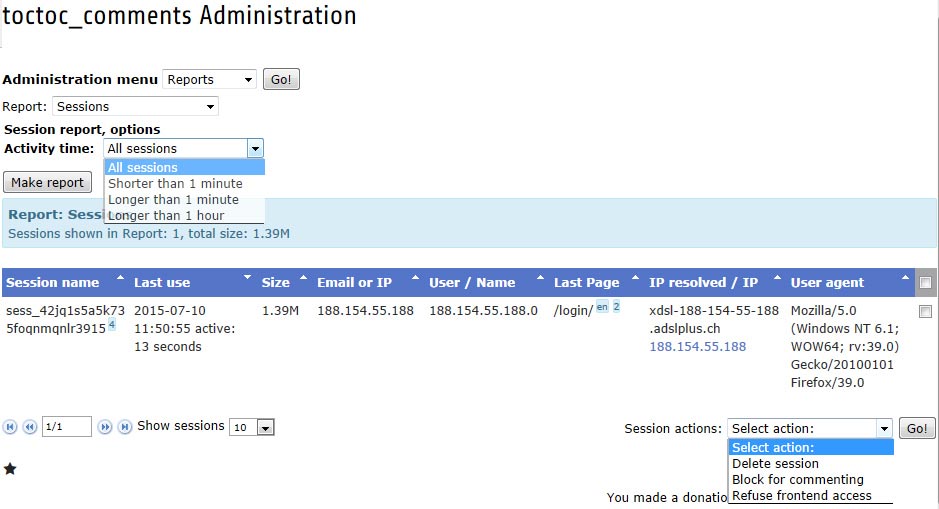 toctoc_comments Administration
Administration menu Reports Go!
Report: Sessions
Session report, options
Activity time: All sessions
All sessions
Shorter than 1 minute
Longer than 1 minute
Longer than 1 hour
Make report
Report: Sessions
Sessions shown in Report: 1, total size: 1.39M
Session name Last use Size Email or IP User / Name Last Page IP resolved / IP User agent
sess_42jq1s5a5k73 2015-07-10 1.39M 188.154.55.188 188.154.55.188.0 /login/ en 2 xdsl-188-154-55-188 Mozilla/5.0
5foqnmqnlr3915 4 11:50:55 active: .adslplus.ch (Windows NT 6.1;
13 seconds 188.154.55.188 WOW64; rv:39.0)
Gecko/20100101
Firefox/39.0
1/1 Show sessions 10 Session actions: Select action: Go!
Select action:
Delete session
Block for commenting
Refuse frontend access
You made a donatio